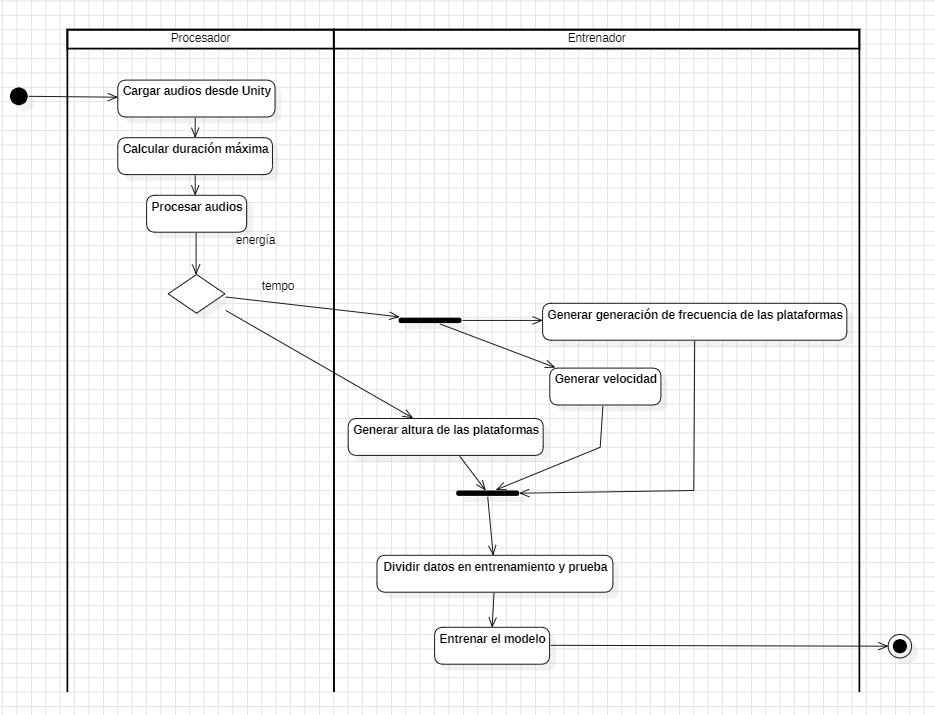 Procesador
Entrenador
Cargar audios desde Unity
Calcular duración máxima
Procesar audios
energía
tempo
Generar generación de frecuencia de las plataformas
Generar velocidad
Generar altura de las plataformas
Dividir datos en entrenamiento y prueba
Entrenar el modelo